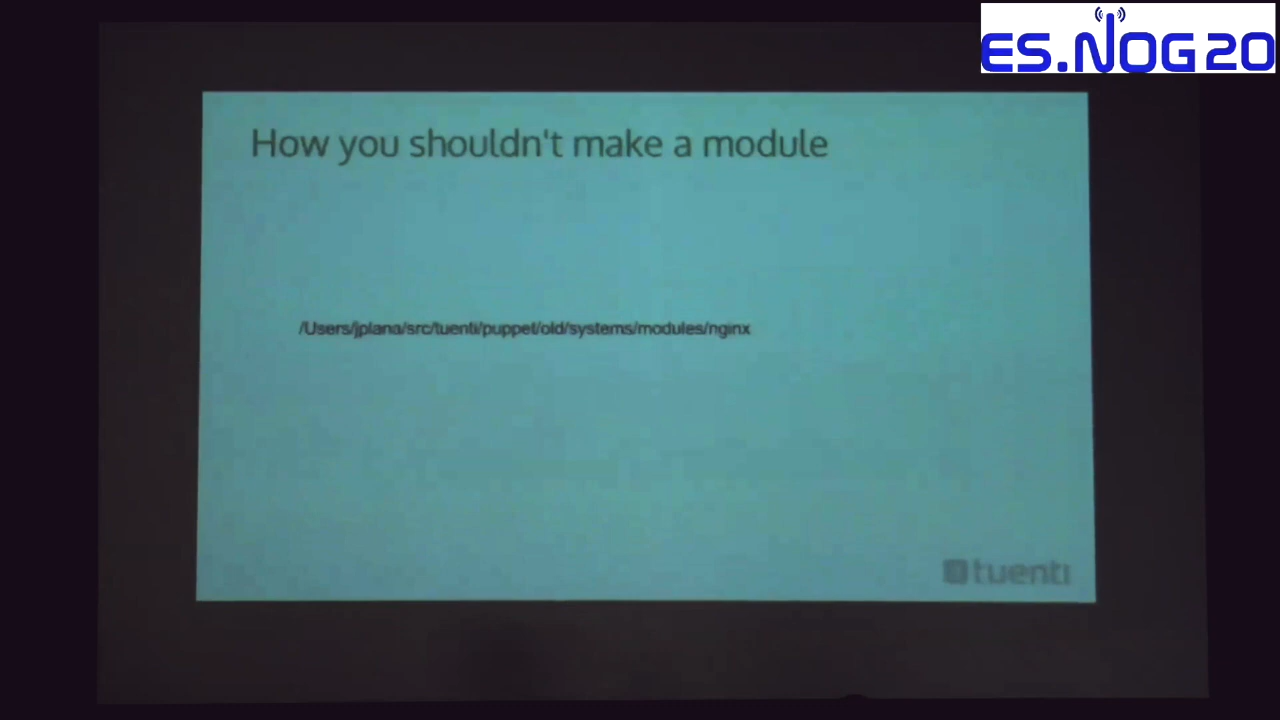 ES.NOG 20
How you shouldn't make a module
/Users/jplana/src/tuenti/puppet/old/systems/modules/nginx
tuenti